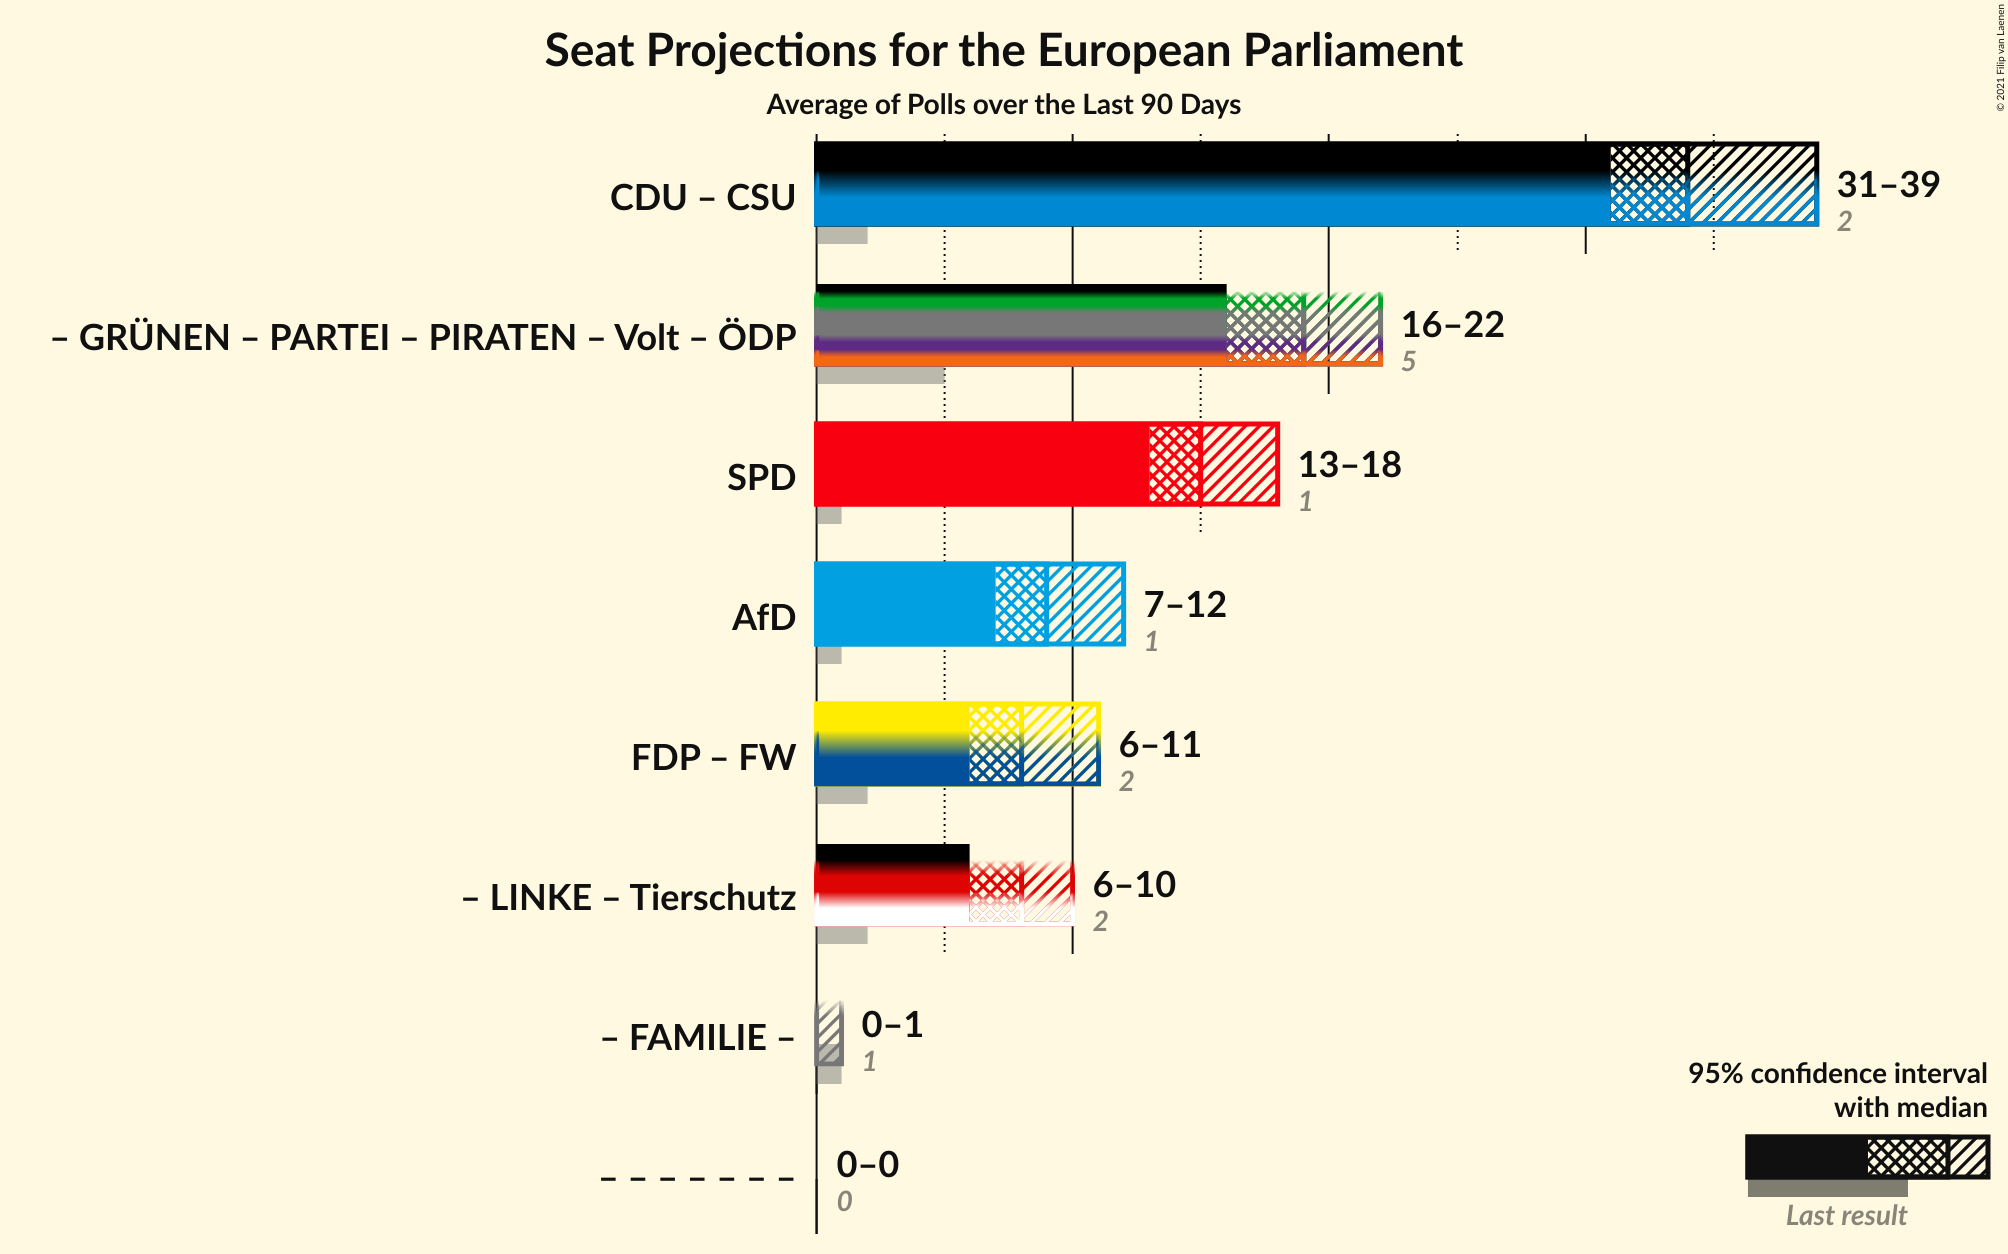 Seat Projections for the European Parliament
Average of Polls over the Last 90 Days
© 2021 Filip van Laenen
CDU – CSU
31–39
2
– GRÜNEN – PARTEI – PIRATEN – Volt – ÖDP
16–22
5
SPD
13–18
1
AfD
7–12
1
FDP – FW
6–11
2
– LINKE – Tierschutz
6–10
2
– FAMILIE –
0–1
1
– – – – – – –
0–0
0
95% confidence interval
with median
Last result